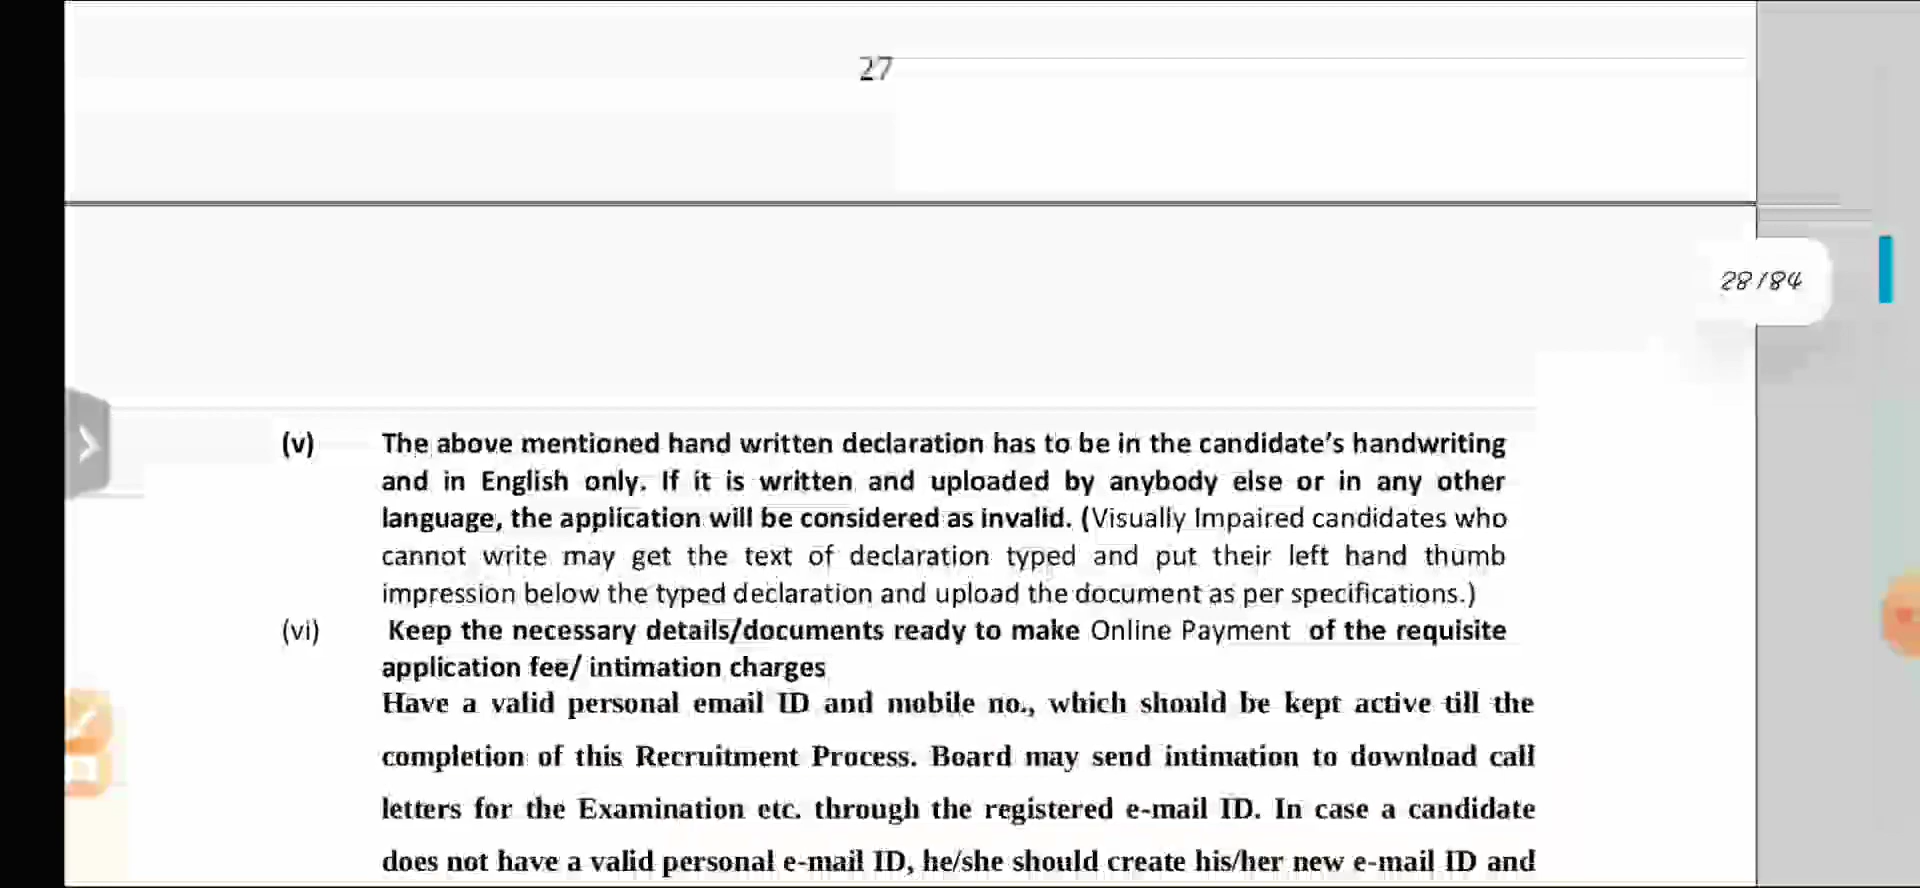 27
28/84
(v) The above mentioned hand written declaration has to be in the candidate's handwriting
and in English only. If it is written and uploaded by anybody else or in any other
language, the application will be considered as invalid. (Visually Impaired candidates who
cannot write may get the text of declaration typed and put their left hand thumb
impression below the typed declaration and upload the document as per specifications.)
(vi) Keep the necessary details/documents ready to make Online Payment of the requisite
application fee/ intimation charges
Have a valid personal email ID and mobile no., which should be kept active till the
completion of this Recruitment Process. Board may send intimation to download call
letters for the Examination etc. through the registered e-mail ID. In case a candidate
does not have a valid personal e-mail ID, he/she should create his/her new e-mail ID and